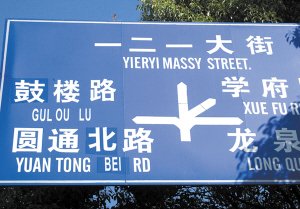 一二一大街
YIERYI MASSY STREET.
鼓楼路
GUL OU LU
学府
XUE FU R
圆通北路
YUAN TONG BEI RD
龙泉
LONG QU